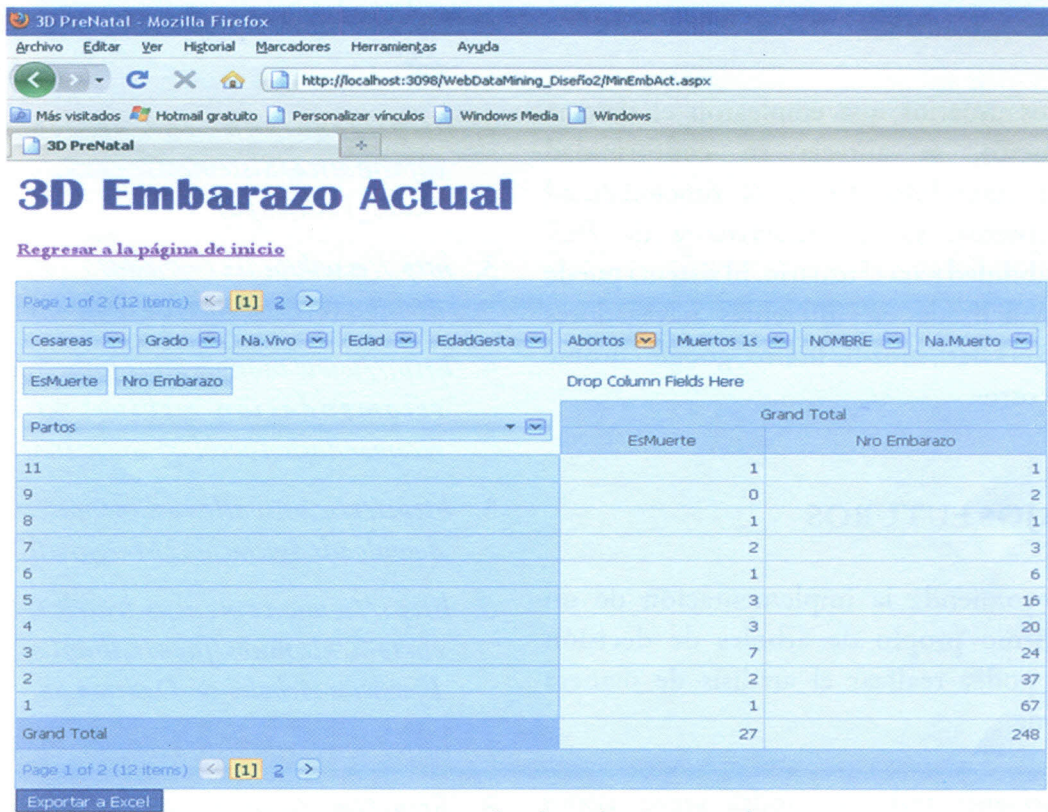 3D PreNatal - Mozilla Firefox
Archivo Editar Ver Historial Marcadores Herramientas Ayuda
http://localhost:3098/WebDataMining_Diseño2/MinEmbAct.aspx
Más visitados Hotmail gratuito Personalizar vínculos Windows Media Windows
3D PreNatal
3D Embarazo Actual
Regresar a la página de inicio
Page 1 of 2 (12 items) < [1] 2 >
Cesareas Grado Na.Vivo Edad EdadGesta Abortos Muertos 1s NOMBRE Na.Muerto
EsMuerte Nro Embarazo Drop Column Fields Here
Partos Grand Total
EsMuerte Nro Embarazo
11 1 1
9 0 2
8 1 1
7 2 3
6 1 6
5 3 16
4 3 20
3 7 24
2 2 37
1 1 67
Grand Total 27 248
Page 1 of 2 (12 items) < [1] 2 >
Exportar a Excel